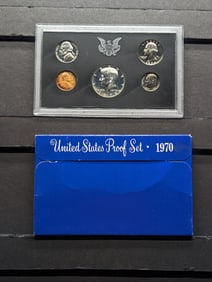 United States Proof Set · 1970